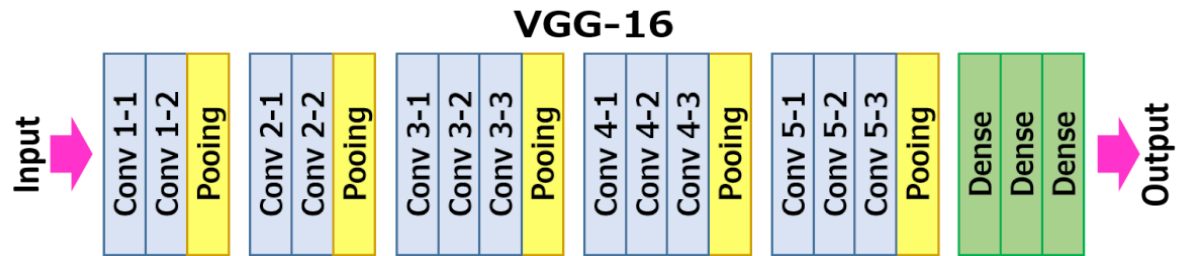 VGG-16
Input
Conv 1-1
Conv 1-2
Pooing
Conv 2-1
Conv 2-2
Pooing
Conv 3-1
Conv 3-2
Conv 3-3
Pooing
Conv 4-1
Conv 4-2
Conv 4-3
Pooing
Conv 5-1
Conv 5-2
Conv 5-3
Pooing
Dense
Dense
Dense
Output